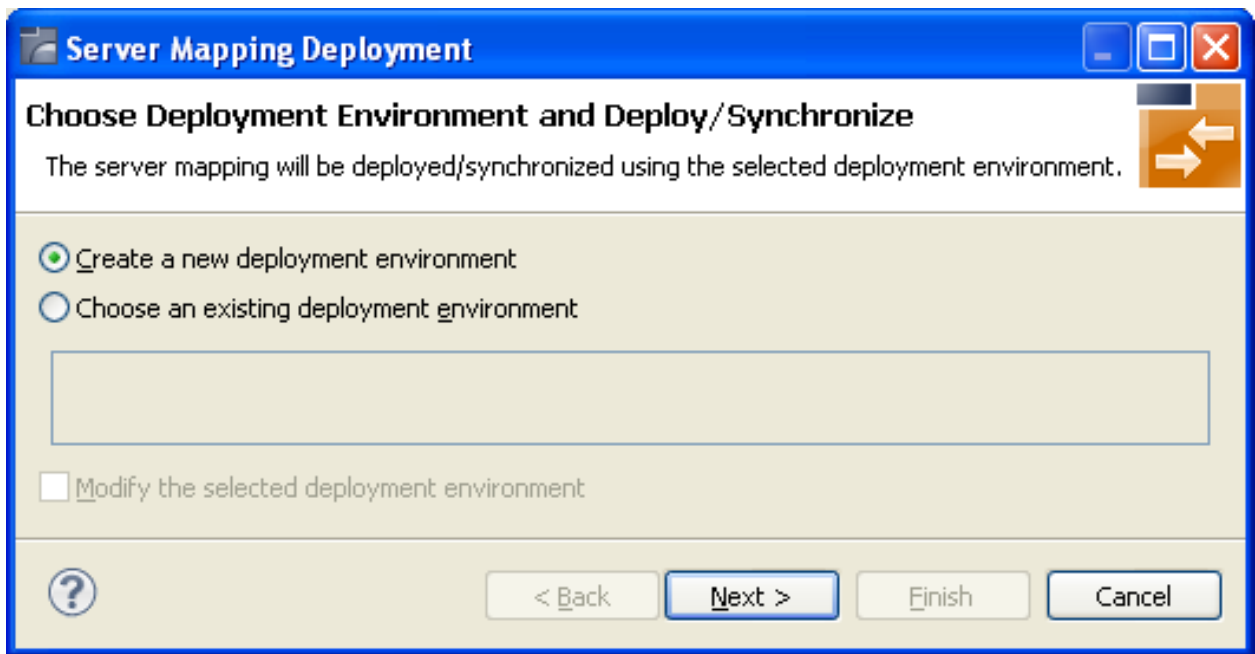 Server Mapping Deployment
Choose Deployment Environment and Deploy/Synchronize
The server mapping will be deployed/synchronized using the selected deployment environment.
Create a new deployment environment
Choose an existing deployment environment
Modify the selected deployment environment
? < Back Next > Finish Cancel